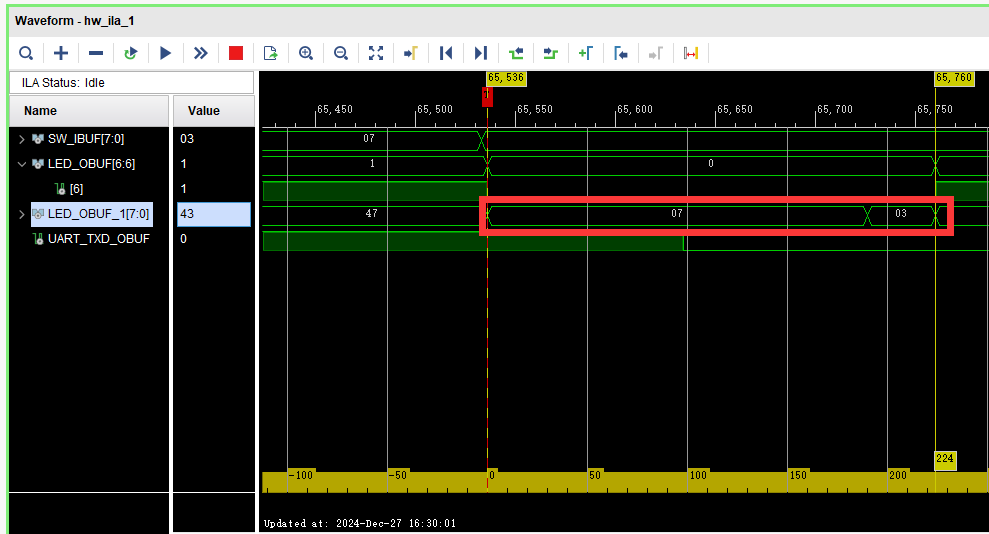 Waveform - hw_ila_1
ILA Status: Idle
65,536 65,760
Name Value
65,450 65,500 65,550 65,600 65,650 65,700 65,750
SW_IBUF[7:0] 03 07
LED_OBUF[6:6] 1 1 0
[6] 1
LED_OBUF_1[7:0] 43 47 07 03
UART_TXD_OBUF 0
224
-100 -50 0 50 100 150 200
Updated at: 2024-Dec-27 16:30:01